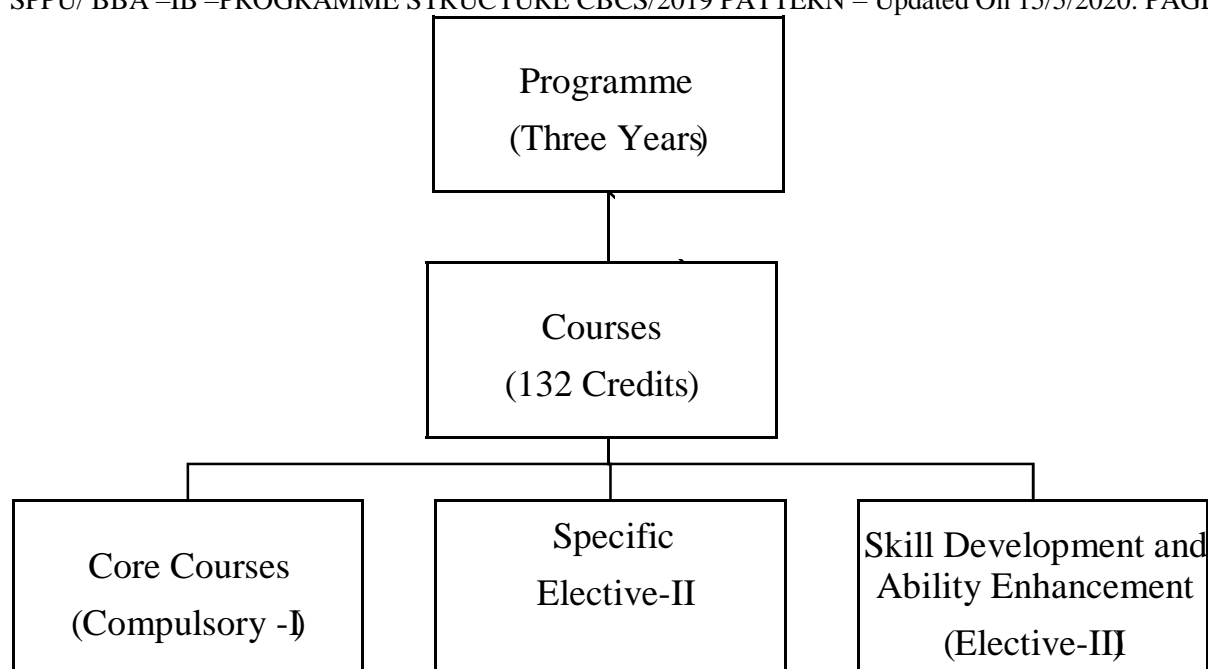 SPPU/ BBA –IB –PROGRAMME STRUCTURE CBCS/2019 PATTERN – Updated On 15/5/2020. PAGE
Programme
(Three Years)
Courses
(132 Credits)
Core Courses
(Compulsory -I)
Specific
Elective-II
Skill Development and
Ability Enhancement
(Elective-III)